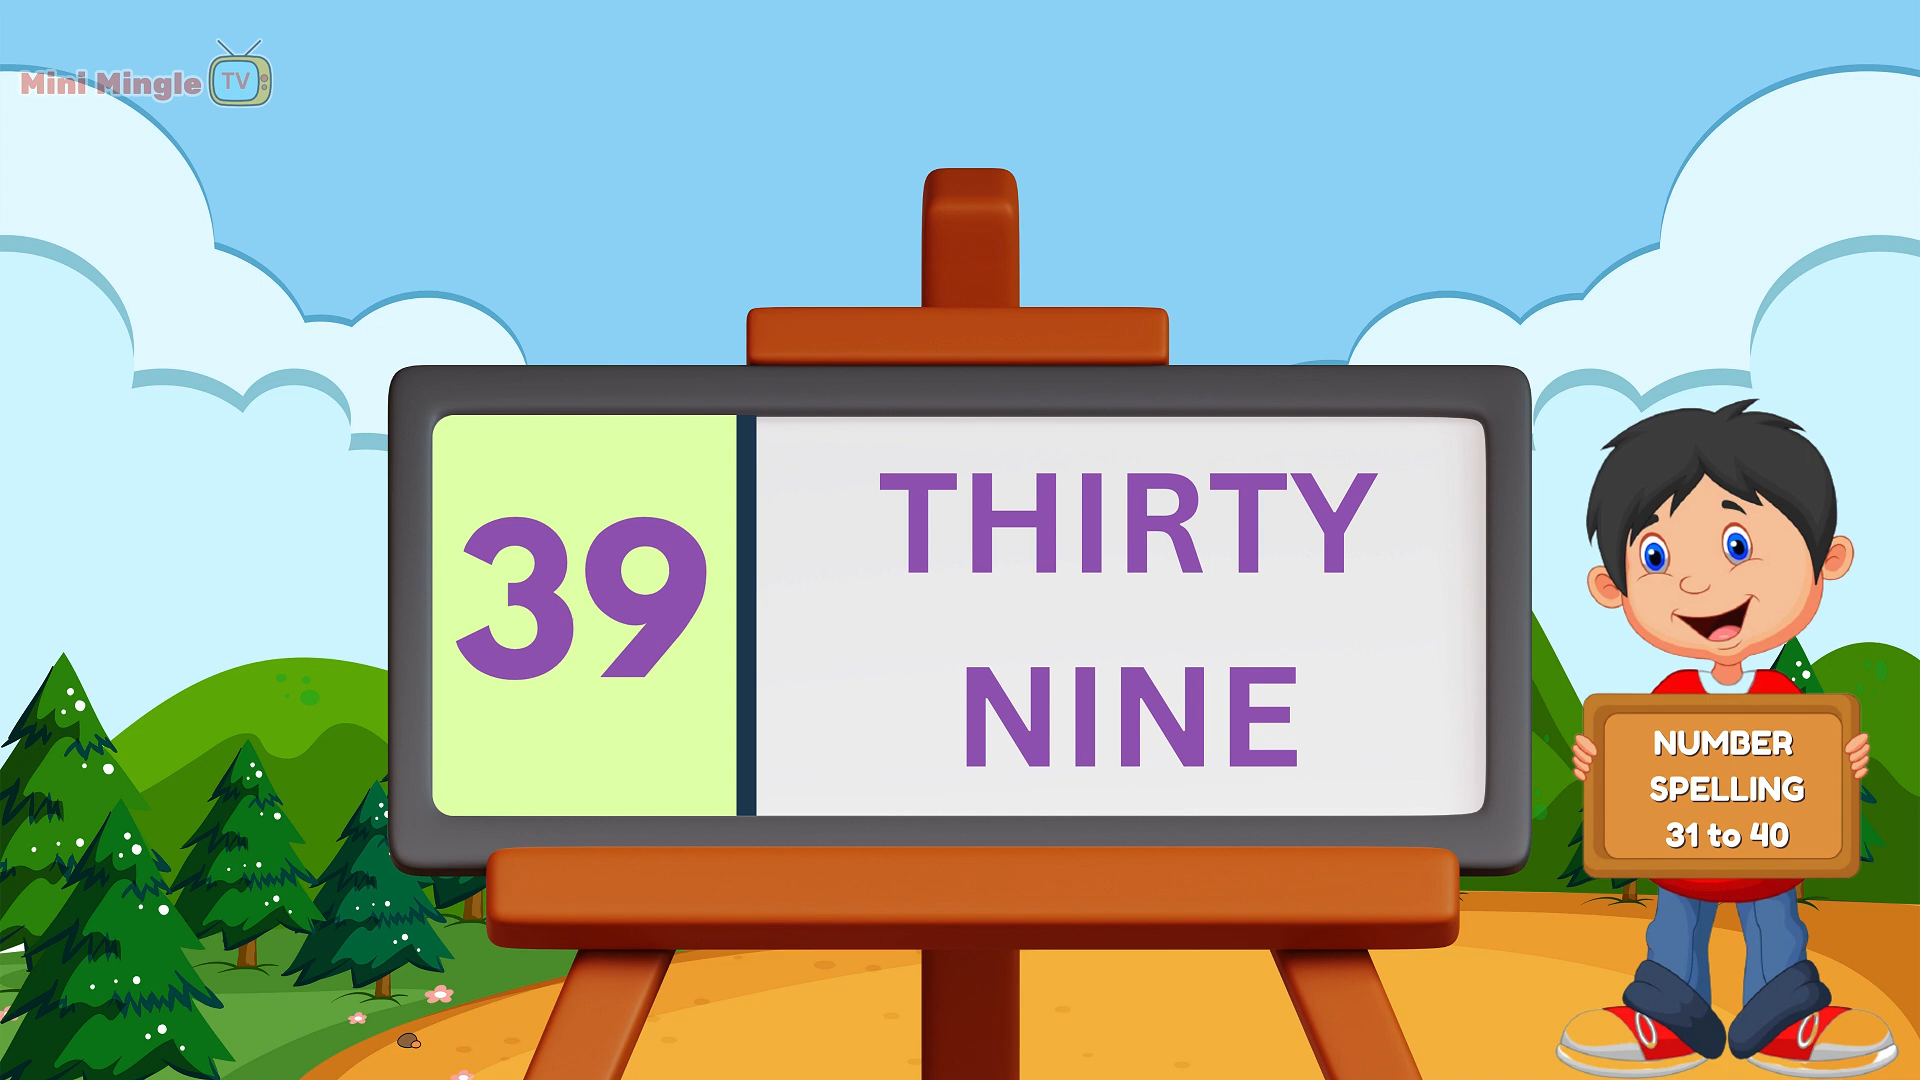 Mini Mingle TV
39
THIRTY
NINE
NUMBER
SPELLING
31 to 40